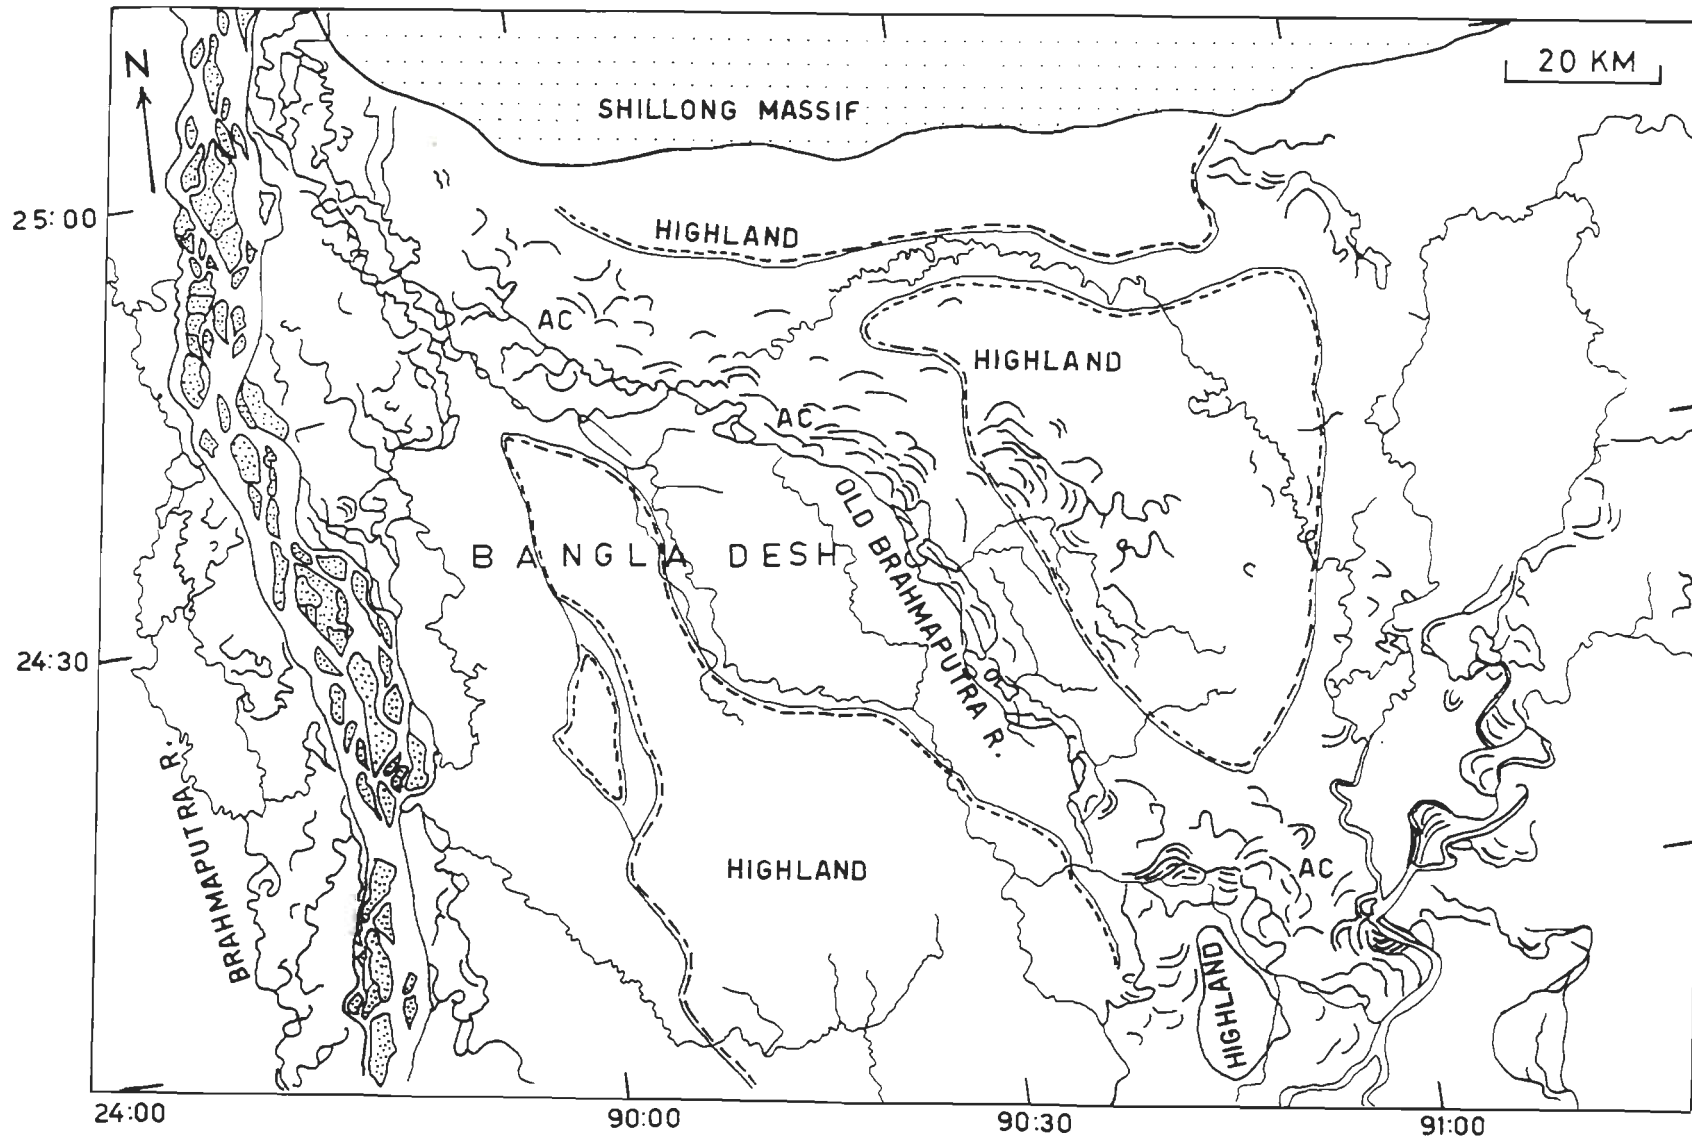 N
20 KM
SHILLONG MASSIF
25:00
HIGHLAND
AC
HIGHLAND
AC
OLD BRAHMAPUTRA R.
BANGLA DESH
24:30
BRAHMAPUTRA R.
HIGHLAND
AC
HIGHLAND
24:00
90:00
90:30
91:00